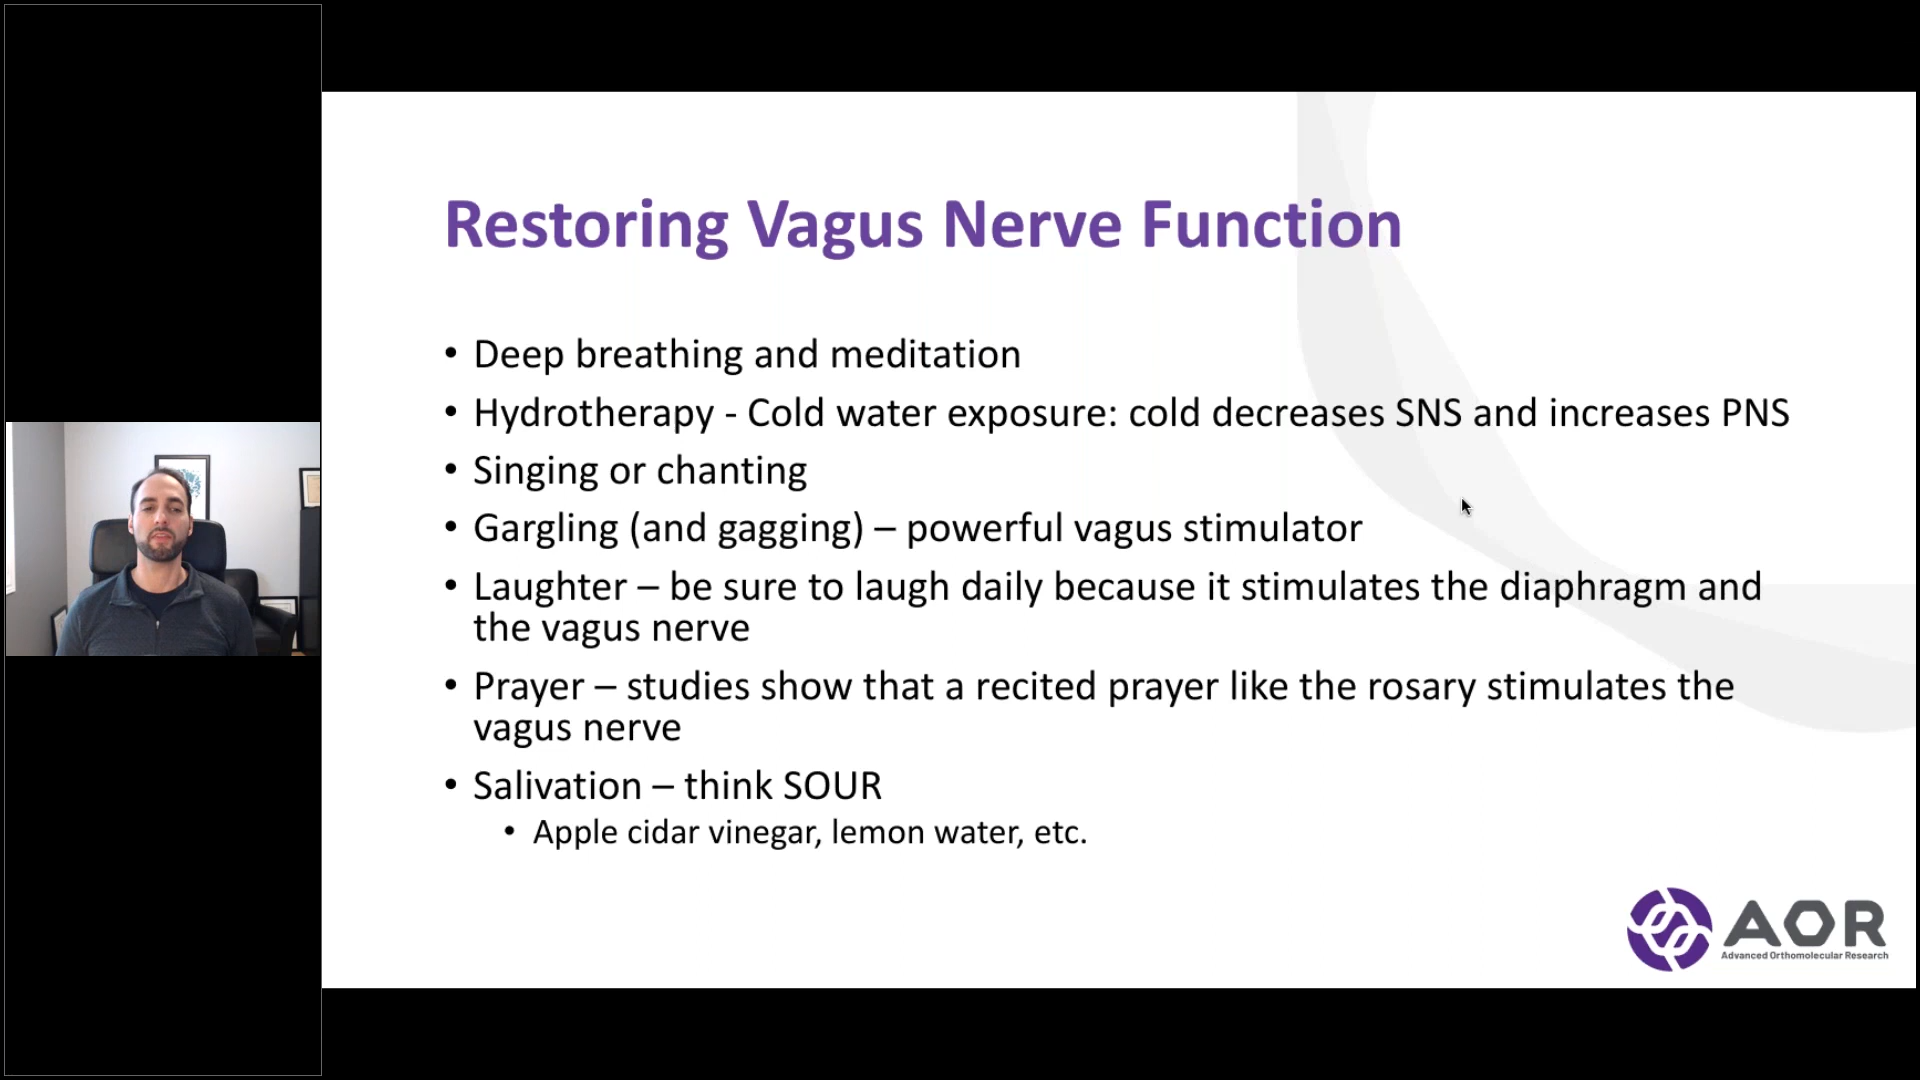 Restoring Vagus Nerve Function
• Deep breathing and meditation
• Hydrotherapy - Cold water exposure: cold decreases SNS and increases PNS
• Singing or chanting
• Gargling (and gagging) – powerful vagus stimulator
• Laughter – be sure to laugh daily because it stimulates the diaphragm and
the vagus nerve
• Prayer – studies show that a recited prayer like the rosary stimulates the
vagus nerve
• Salivation – think SOUR
• Apple cidar vinegar, lemon water, etc.
AOR
Advanced Orthomolecular Research